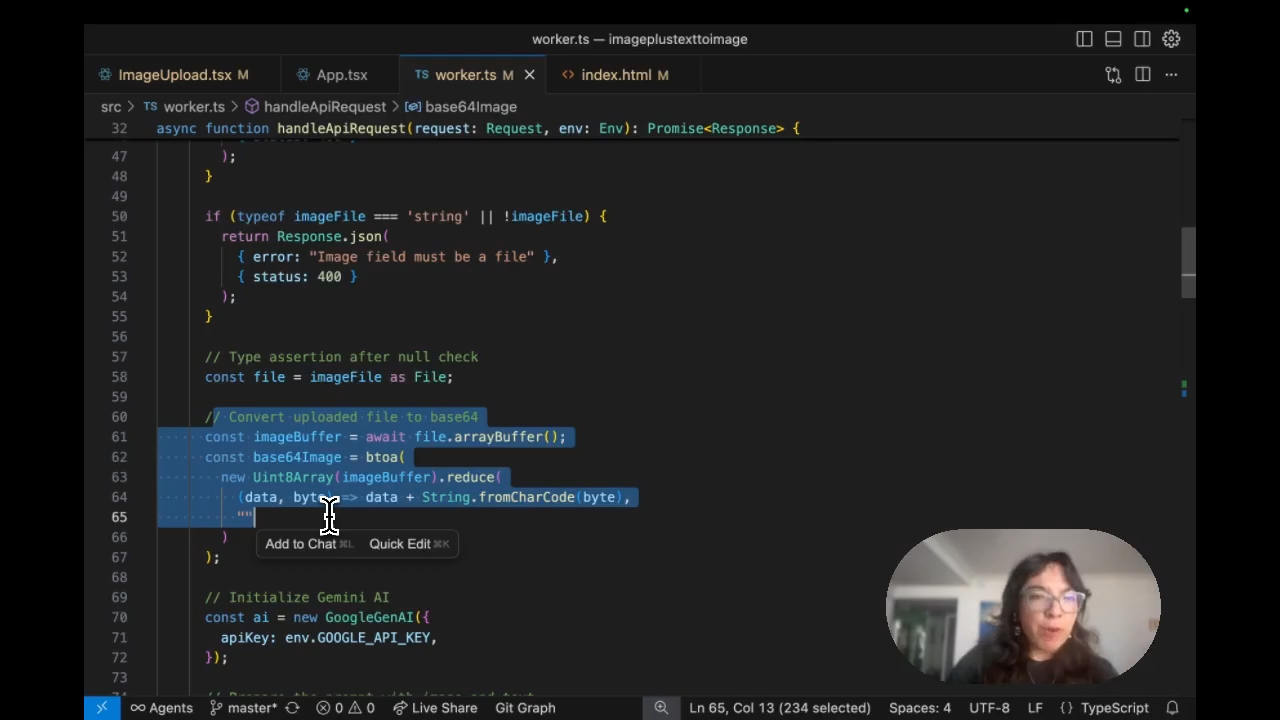 worker.ts — imageplustexttoimage
ImageUpload.tsx M App.tsx TS worker.ts M index.html M
src > TS worker.ts > handleApiRequest > base64Image
32 async function handleApiRequest(request: Request, env: Env): Promise<Response> {
47 );
48 }
49
50 if (typeof imageFile === 'string' || !imageFile) {
51 return Response.json(
52 { error: "Image field must be a file" },
53 { status: 400 }
54 );
55 }
56
57 // Type assertion after null check
58 const file = imageFile as File;
59
60 // Convert uploaded file to base64
61 const imageBuffer = await file.arrayBuffer();
62 const base64Image = btoa(
63 new Uint8Array(imageBuffer).reduce(
64 (data, byte) => data + String.fromCharCode(byte),
65 ""
66 )
Add to Chat ⌘L Quick Edit ⌘K
67 );
68
69 // Initialize Gemini AI
70 const ai = new GoogleGenAI({
71 apiKey: env.GOOGLE_API_KEY,
72 });
73
Agents master* 0 0 Live Share Git Graph Ln 65, Col 13 (234 selected) Spaces: 4 UTF-8 LF {} TypeScript